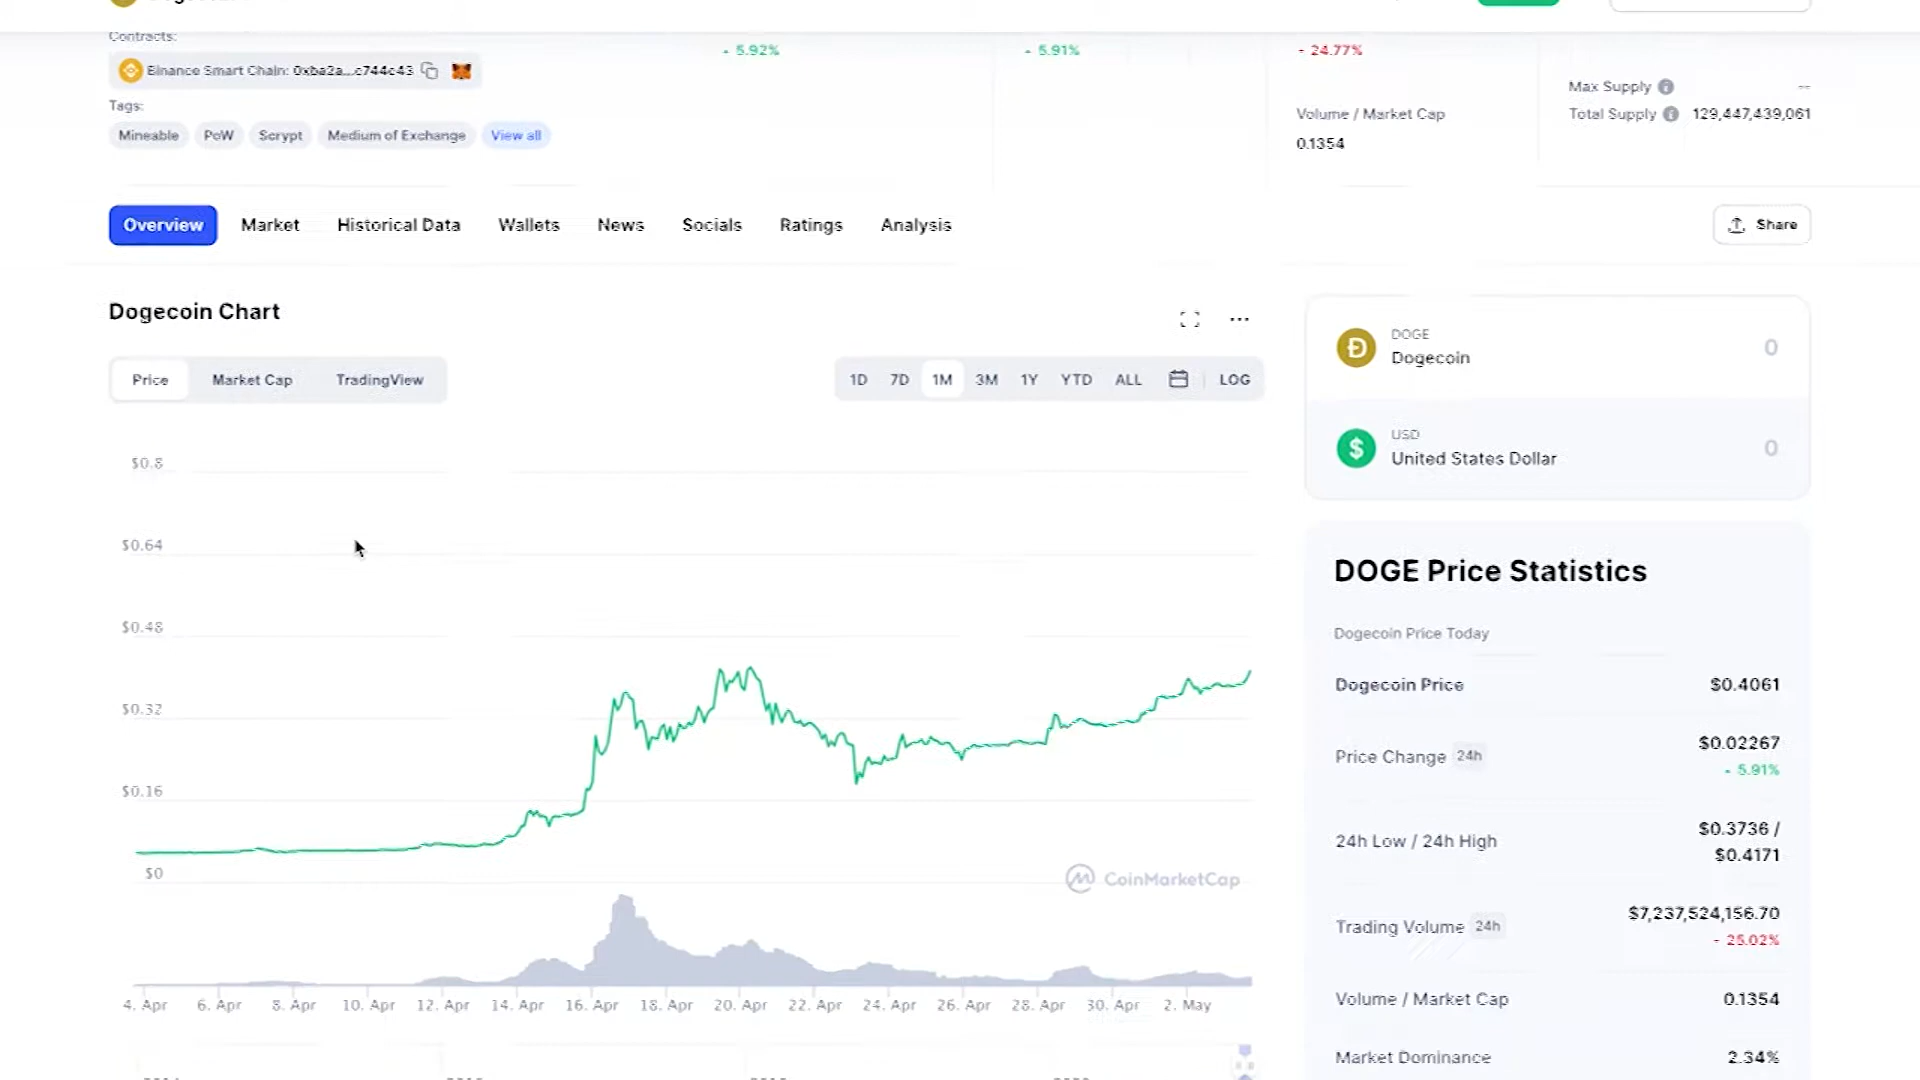 Contracts:
5.92%
5.91%
- 24.77%
Binance Smart Chain: 0xba2a...c744c43
Max Supply
--
Tags:
Volume / Market Cap
Total Supply
129,447,439,061
Mineable
PoW
Scrypt
Medium of Exchange
View all
0.1354
Overview
Market
Historical Data
Wallets
News
Socials
Ratings
Analysis
Share
Dogecoin Chart
Price
Market Cap
TradingView
1D
7D
1M
3M
1Y
YTD
ALL
LOG
DOGE
Dogecoin
0
USD
United States Dollar
0
$0.8
$0.64
$0.48
$0.32
$0.16
$0
CoinMarketCap
4. Apr
6. Apr
8. Apr
10. Apr
12. Apr
14. Apr
16. Apr
18. Apr
20. Apr
22. Apr
24. Apr
26. Apr
28. Apr
30. Apr
2. May
DOGE Price Statistics
Dogecoin Price Today
Dogecoin Price
$0.4061
Price Change 24h
$0.02267
5.91%
24h Low / 24h High
$0.3736 /
$0.4171
Trading Volume 24h
$7,237,524,156.70
- 25.02%
Volume / Market Cap
0.1354
Market Dominance
2.34%